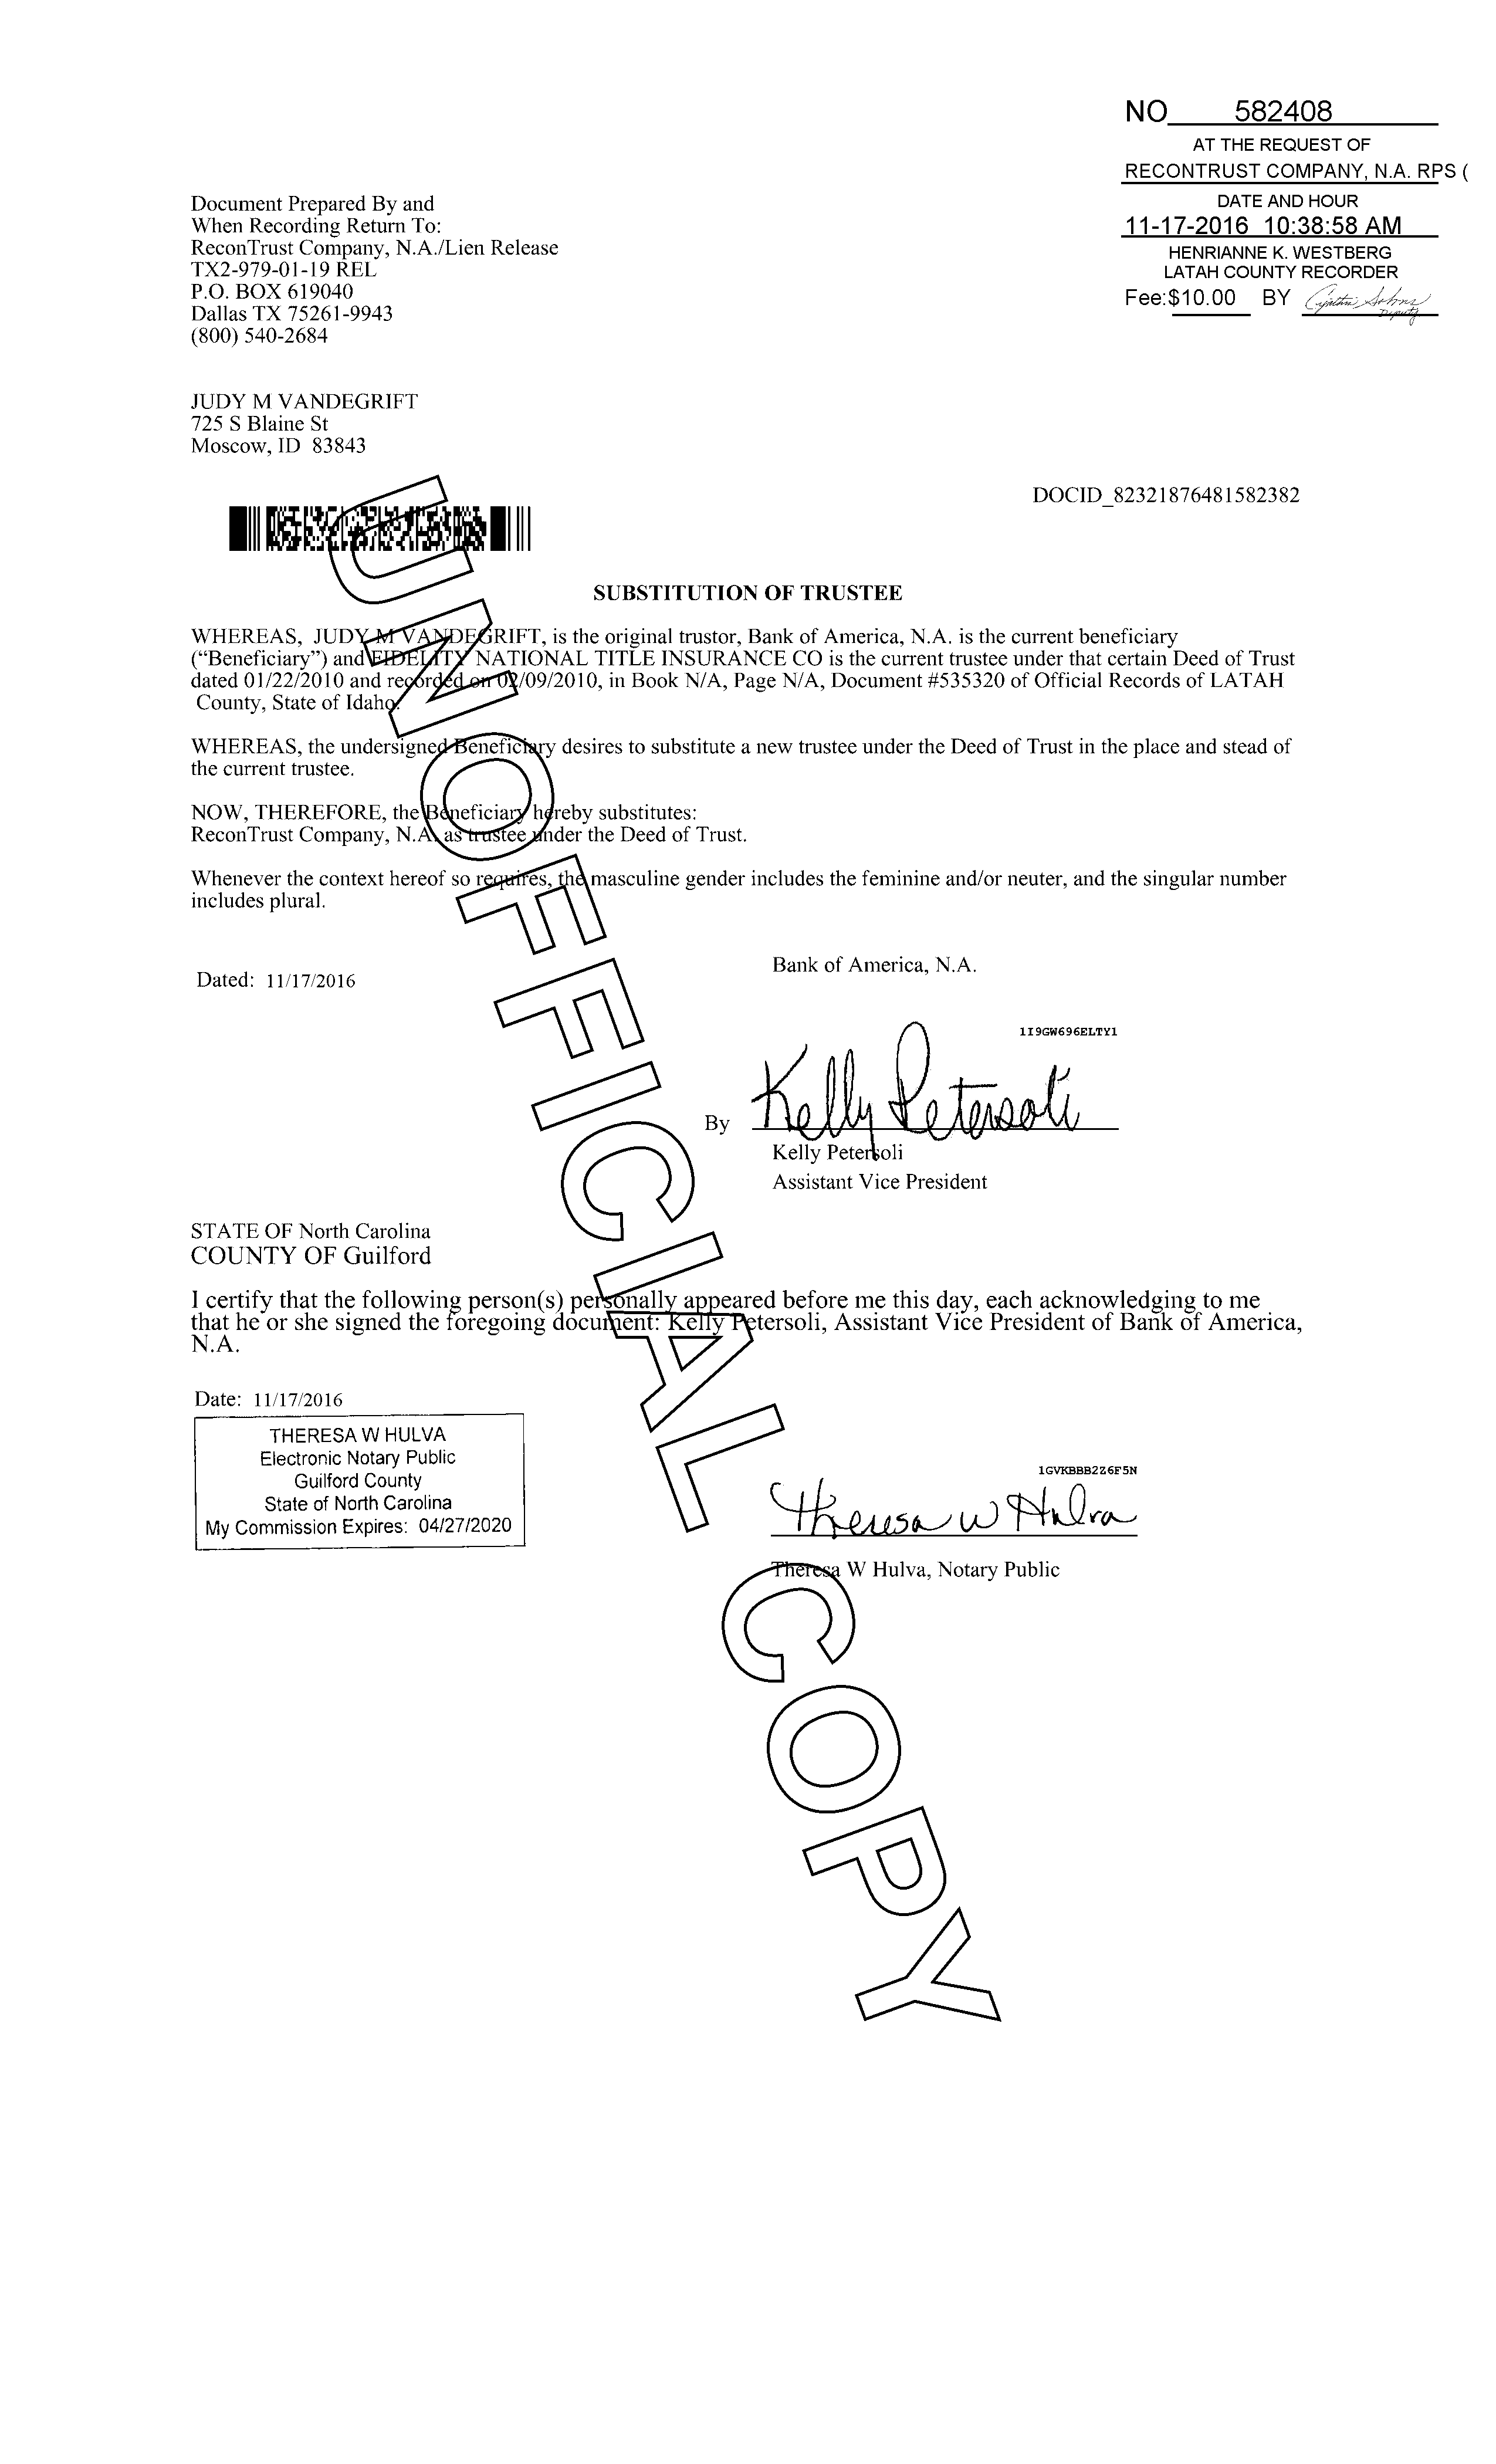 NO 582408
AT THE REQUEST OF
RECONTRUST COMPANY, N.A. RPS (
DATE AND HOUR
11-17-2016 10:38:58 AM
HENRIANNE K. WESTBERG
LATAH COUNTY RECORDER
Fee:$10.00 BY
Deputy
Document Prepared By and
When Recording Return To:
ReconTrust Company, N.A./Lien Release
TX2-979-01-19 REL
P.O. BOX 619040
Dallas TX 75261-9943
(800) 540-2684
JUDY M VANDEGRIFT
725 S Blaine St
Moscow, ID 83843
DOCID_82321876481582382
SUBSTITUTION OF TRUSTEE
WHEREAS, JUDY M VANDEGRIFT, is the original trustor, Bank of America, N.A. is the current beneficiary
(“Beneficiary”) and FIDELITY NATIONAL TITLE INSURANCE CO is the current trustee under that certain Deed of Trust
dated 01/22/2010 and recorded on 02/09/2010, in Book N/A, Page N/A, Document #535320 of Official Records of LATAH
County, State of Idaho.
WHEREAS, the undersigned Beneficiary desires to substitute a new trustee under the Deed of Trust in the place and stead of
the current trustee.
NOW, THEREFORE, the Beneficiary hereby substitutes:
ReconTrust Company, N.A. as trustee under the Deed of Trust.
Whenever the context hereof so requires, the masculine gender includes the feminine and/or neuter, and the singular number
includes plural.
Dated: 11/17/2016
Bank of America, N.A.
1I9GW696ELTY1
By Kelly Petersoli
Kelly Petersoli
Assistant Vice President
STATE OF North Carolina
COUNTY OF Guilford
I certify that the following person(s) personally appeared before me this day, each acknowledging to me
that he or she signed the foregoing document: Kelly Petersoli, Assistant Vice President of Bank of America,
N.A.
Date: 11/17/2016
THERESA W HULVA
Electronic Notary Public
Guilford County
State of North Carolina
My Commission Expires: 04/27/2020
1GVKBBB2Z6F5N
Theresa W Hulva
Theresa W Hulva, Notary Public
UNOFFICIAL COPY